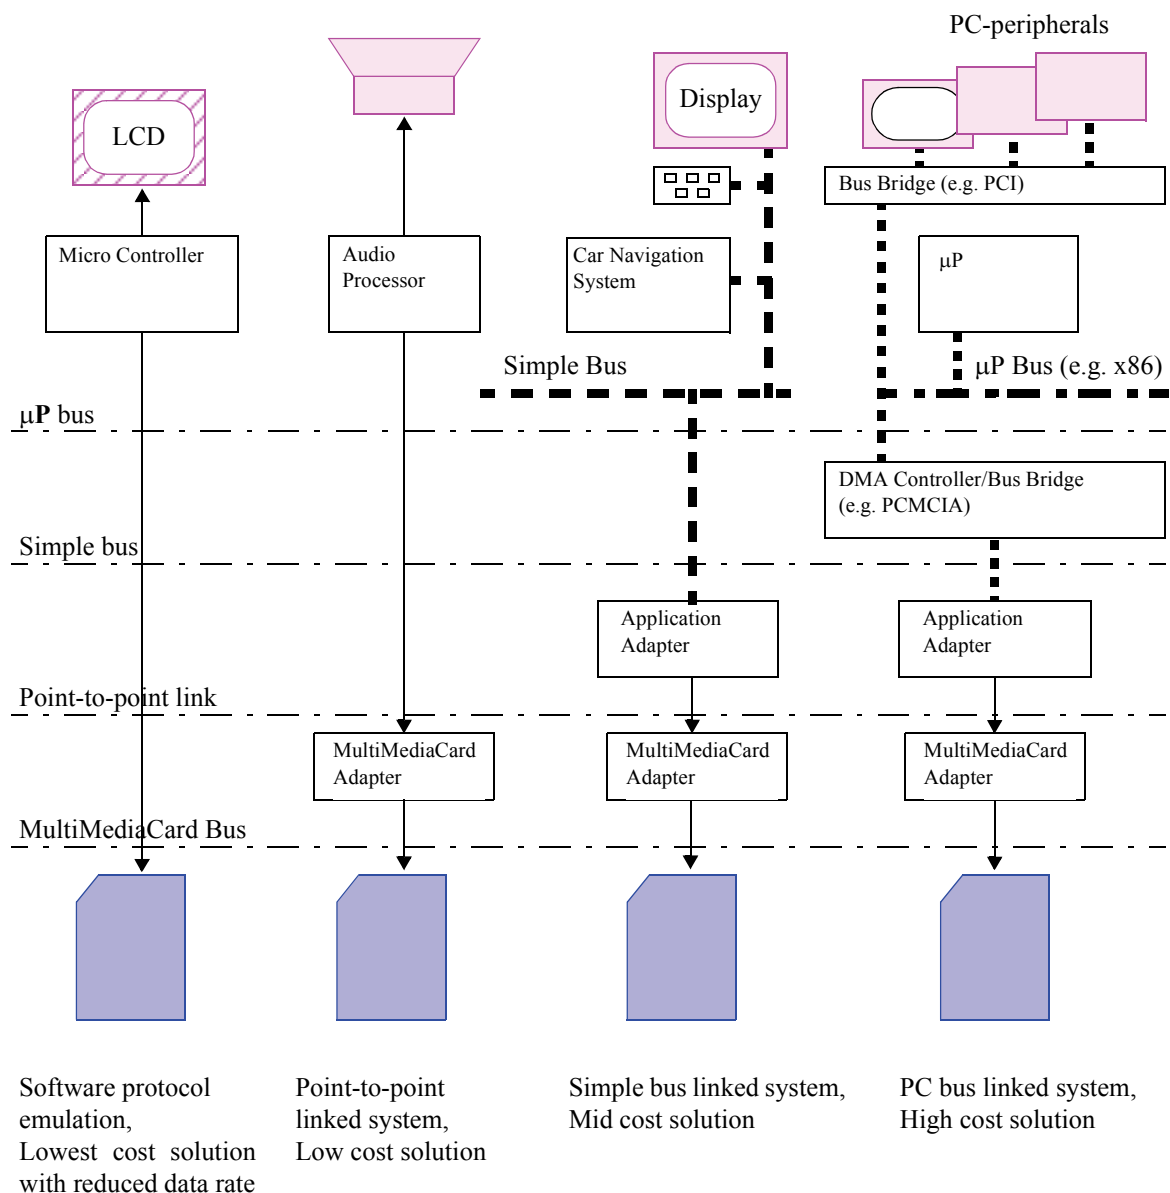 PC-peripherals
LCD
Display
Bus Bridge (e.g. PCI)
Micro Controller
Audio
Processor
Car Navigation
System
μP
Simple Bus
μP Bus (e.g. x86)
μP bus
DMA Controller/Bus Bridge
(e.g. PCMCIA)
Simple bus
Application
Adapter
Application
Adapter
Point-to-point link
MultiMediaCard
Adapter
MultiMediaCard
Adapter
MultiMediaCard
Adapter
MultiMediaCard Bus
Software protocol
emulation,
Lowest cost solution
with reduced data rate
Point-to-point
linked system,
Low cost solution
Simple bus linked system,
Mid cost solution
PC bus linked system,
High cost solution